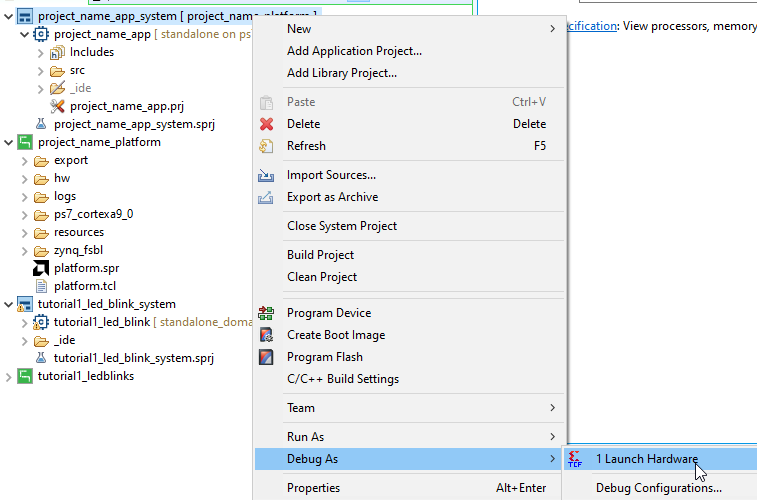 project_name_app_system [ project_name_platform ]
project_name_app [ standalone on ps
Includes
src
_ide
project_name_app.prj
project_name_app_system.sprj
project_name_platform
export
hw
logs
ps7_cortexa9_0
resources
zynq_fsbl
platform.spr
platform.tcl
tutorial1_led_blink_system
tutorial1_led_blink [ standalone_doma
_ide
tutorial1_led_blink_system.sprj
tutorial1_ledblinks
New
Add Application Project...
Add Library Project...
Paste Ctrl+V
Delete Delete
Refresh F5
Import Sources...
Export as Archive
Close System Project
Build Project
Clean Project
Program Device
Create Boot Image
Program Flash
C/C++ Build Settings
Team
Run As
Debug As
Properties Alt+Enter
TCF 1 Launch Hardware
Debug Configurations...
cification: View processors, memory